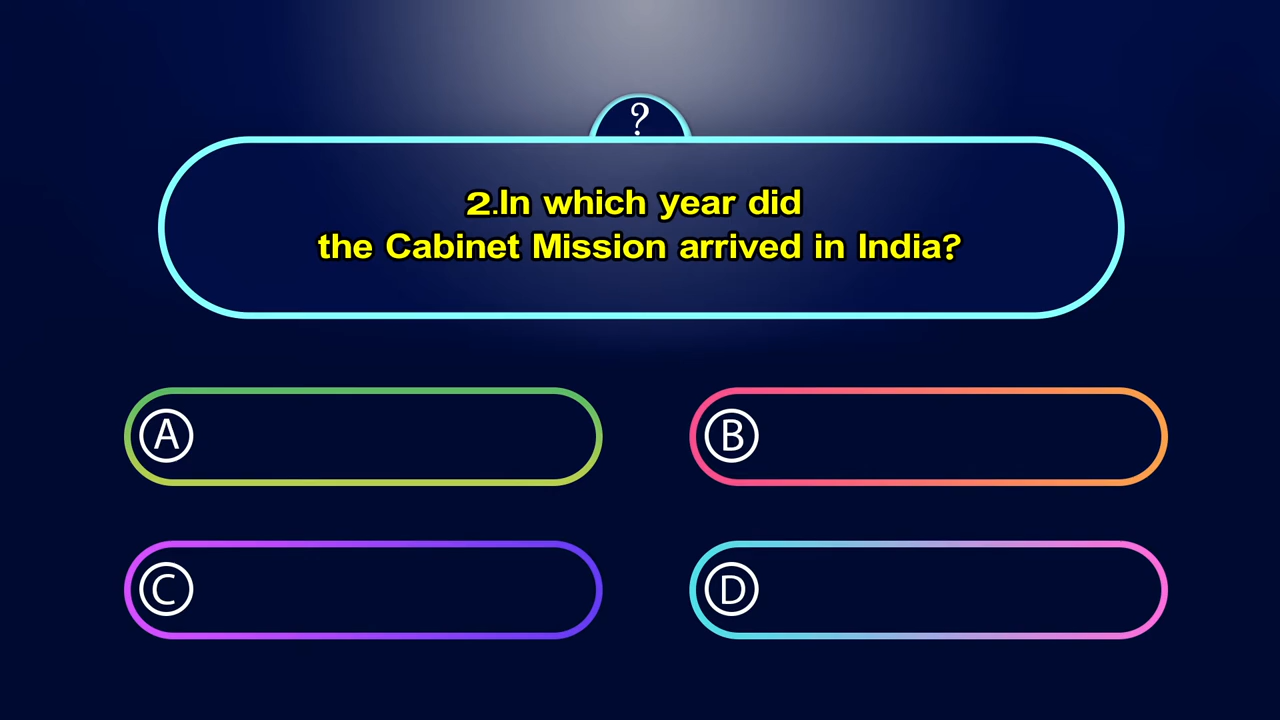 ?
2.In which year did
the Cabinet Mission arrived in India?
A
B
C
D